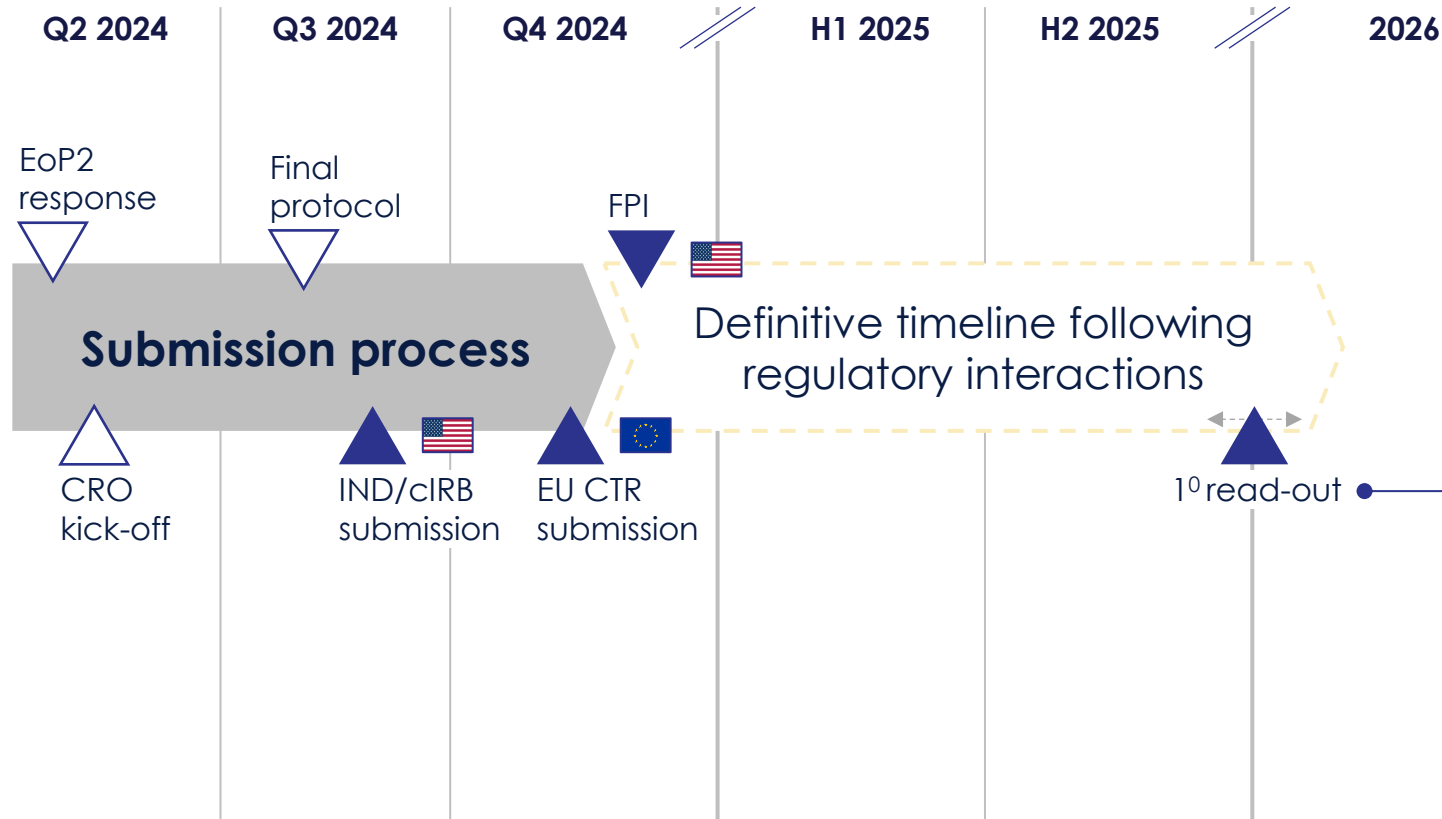 Q2 2024
Q3 2024
Q4 2024
H1 2025
H2 2025
2026
EoP2
response
Final
protocol
FPI
Submission process
Definitive timeline following
regulatory interactions
CRO
kick-off
IND/cIRB
submission
EU CTR
submission
1⁰ read-out